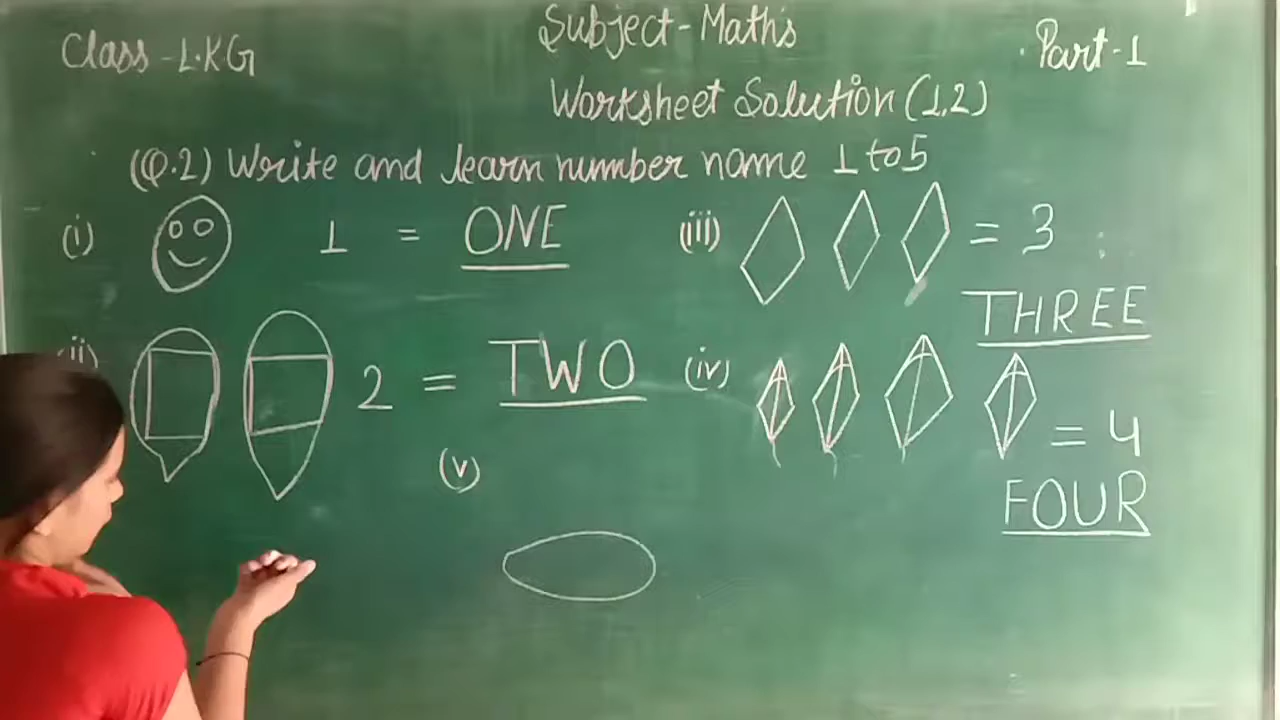 Class - L.KG
Subject - Maths
Part - 1
Worksheet Solution (1,2)
(Q.2) Write and learn number name 1 to 5
(i) 1 = ONE
(ii) 2 = TWO
(iii) = 3
THREE
(iv) = 4
FOUR
(v)